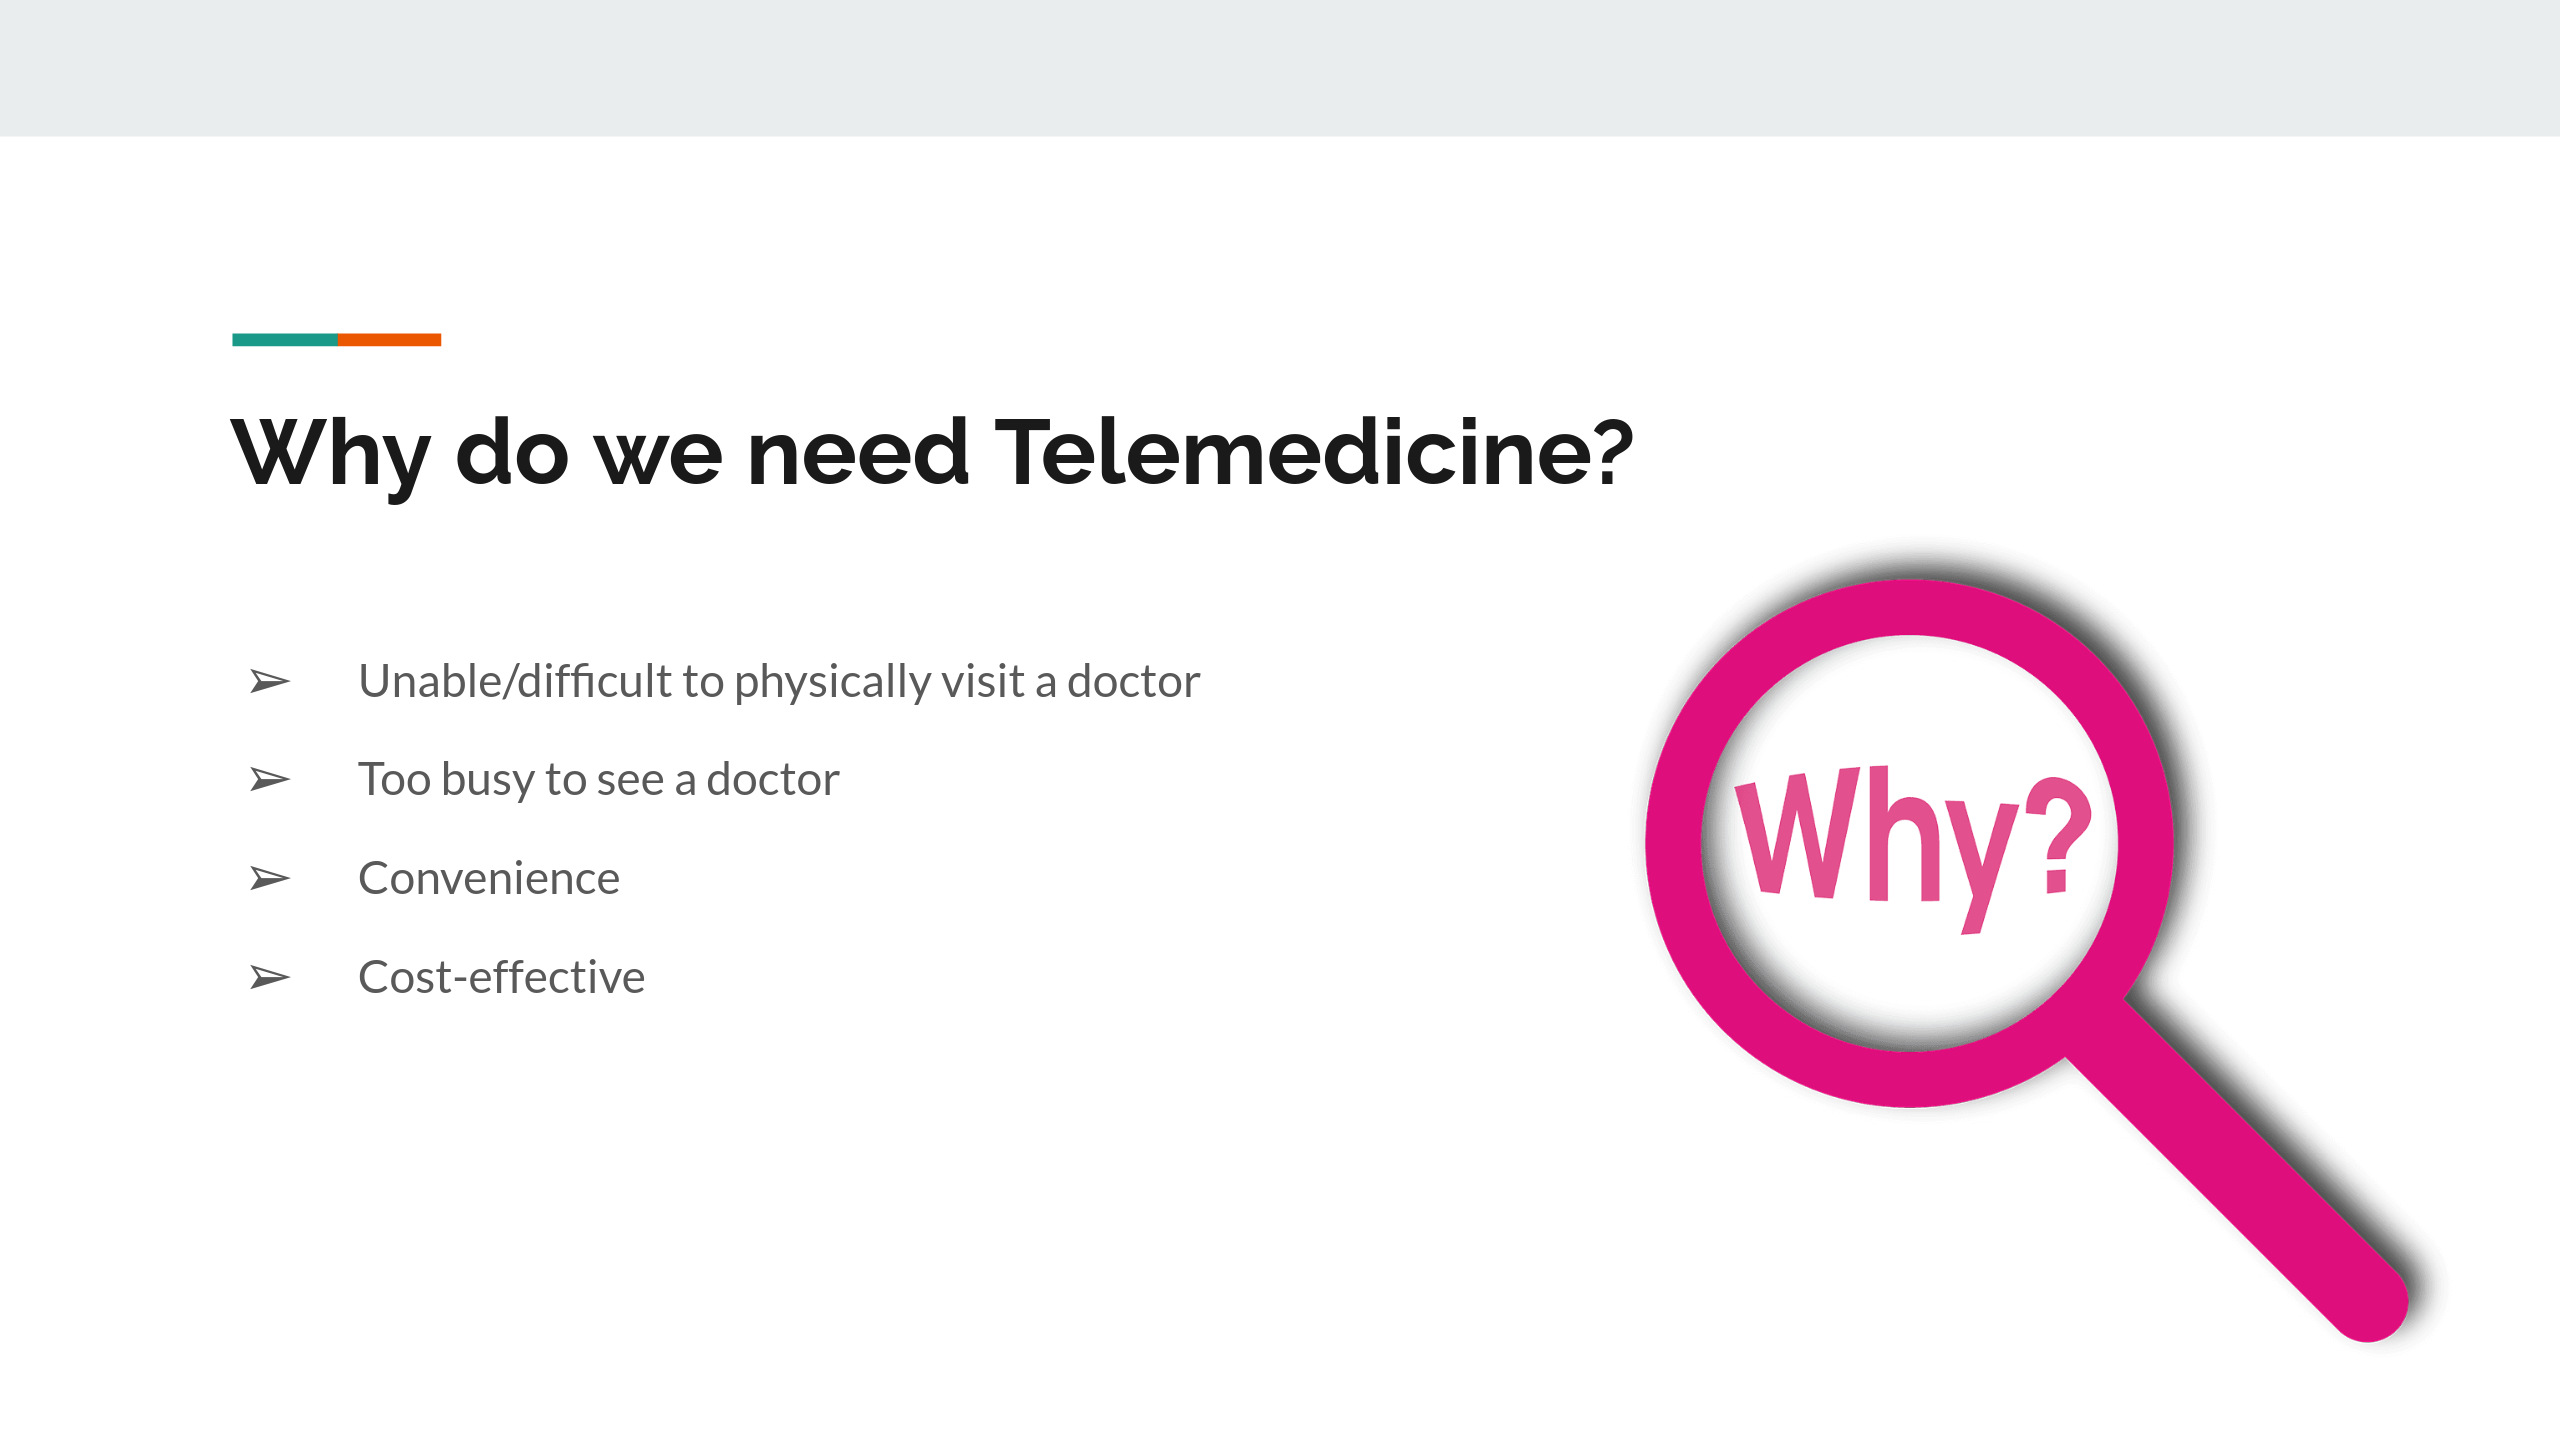 Why do we need Telemedicine?
➢ Unable/difficult to physically visit a doctor
➢ Too busy to see a doctor
➢ Convenience
➢ Cost-effective
Why?